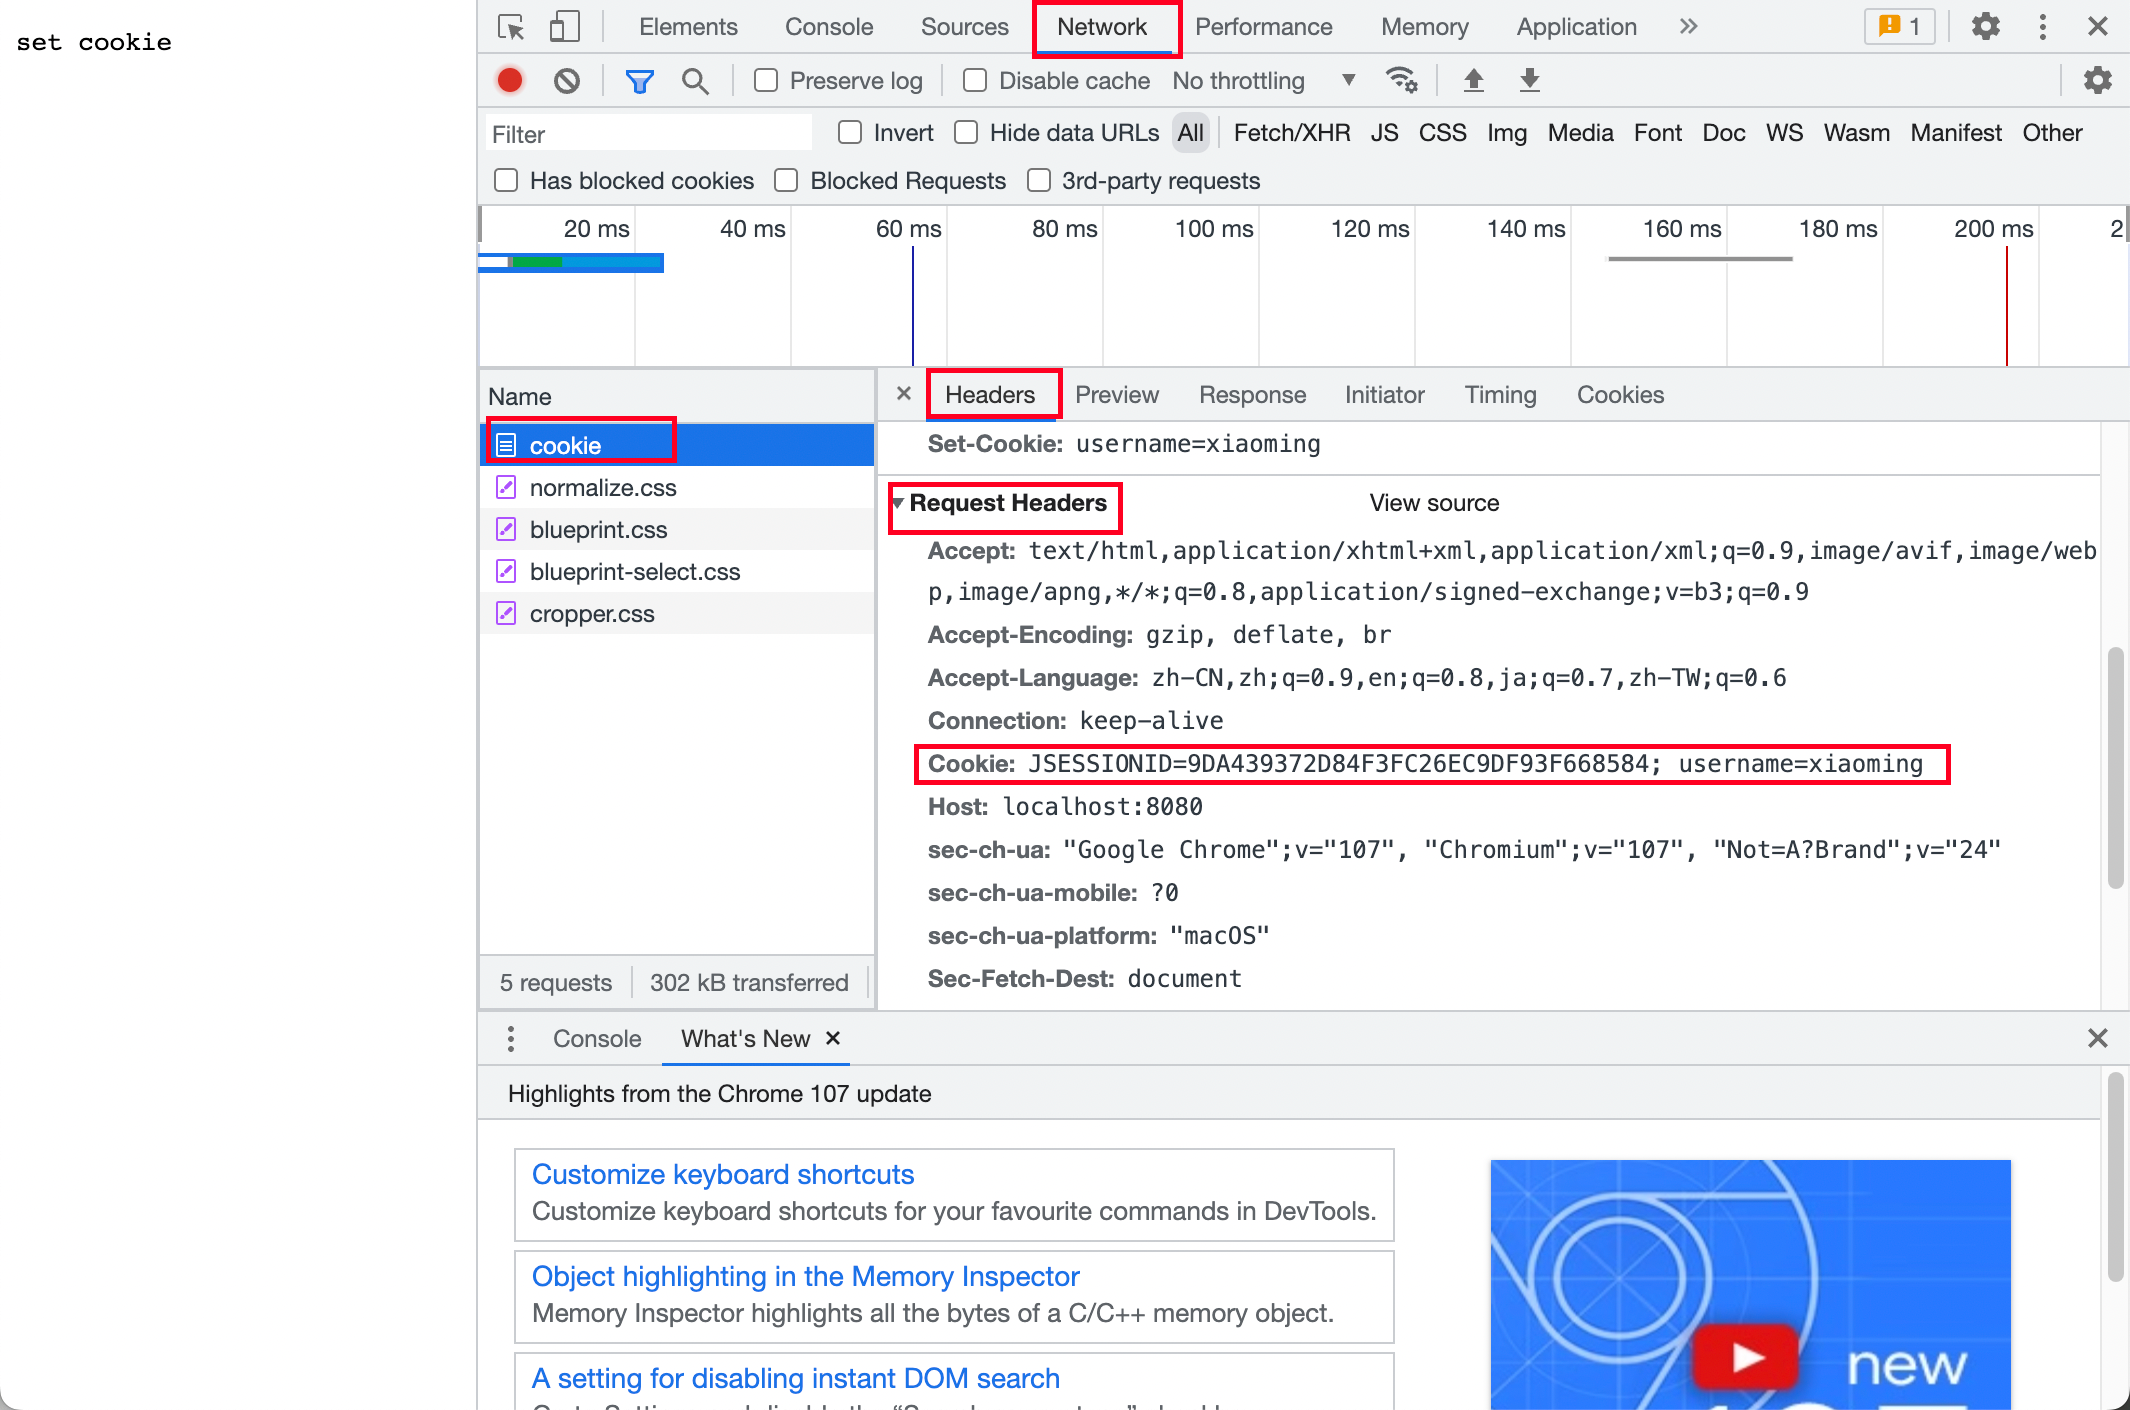 set cookie
Elements Console Sources Network Performance Memory Application 1
Preserve log Disable cache No throttling
Filter Invert Hide data URLs All Fetch/XHR JS CSS Img Media Font Doc WS Wasm Manifest Other
Has blocked cookies Blocked Requests 3rd-party requests
20 ms 40 ms 60 ms 80 ms 100 ms 120 ms 140 ms 160 ms 180 ms 200 ms 2
Name
cookie
normalize.css
blueprint.css
blueprint-select.css
cropper.css
5 requests 302 kB transferred
Headers Preview Response Initiator Timing Cookies
Set-Cookie: username=xiaoming
Request Headers View source
Accept: text/html,application/xhtml+xml,application/xml;q=0.9,image/avif,image/web
p,image/apng,*/*;q=0.8,application/signed-exchange;v=b3;q=0.9
Accept-Encoding: gzip, deflate, br
Accept-Language: zh-CN,zh;q=0.9,en;q=0.8,ja;q=0.7,zh-TW;q=0.6
Connection: keep-alive
Cookie: JSESSIONID=9DA439372D84F3FC26EC9DF93F668584; username=xiaoming
Host: localhost:8080
sec-ch-ua: "Google Chrome";v="107", "Chromium";v="107", "Not=A?Brand";v="24"
sec-ch-ua-mobile: ?0
sec-ch-ua-platform: "macOS"
Sec-Fetch-Dest: document
Console What's New
Highlights from the Chrome 107 update
Customize keyboard shortcuts
Customize keyboard shortcuts for your favourite commands in DevTools.
Object highlighting in the Memory Inspector
Memory Inspector highlights all the bytes of a C/C++ memory object.
A setting for disabling instant DOM search
new